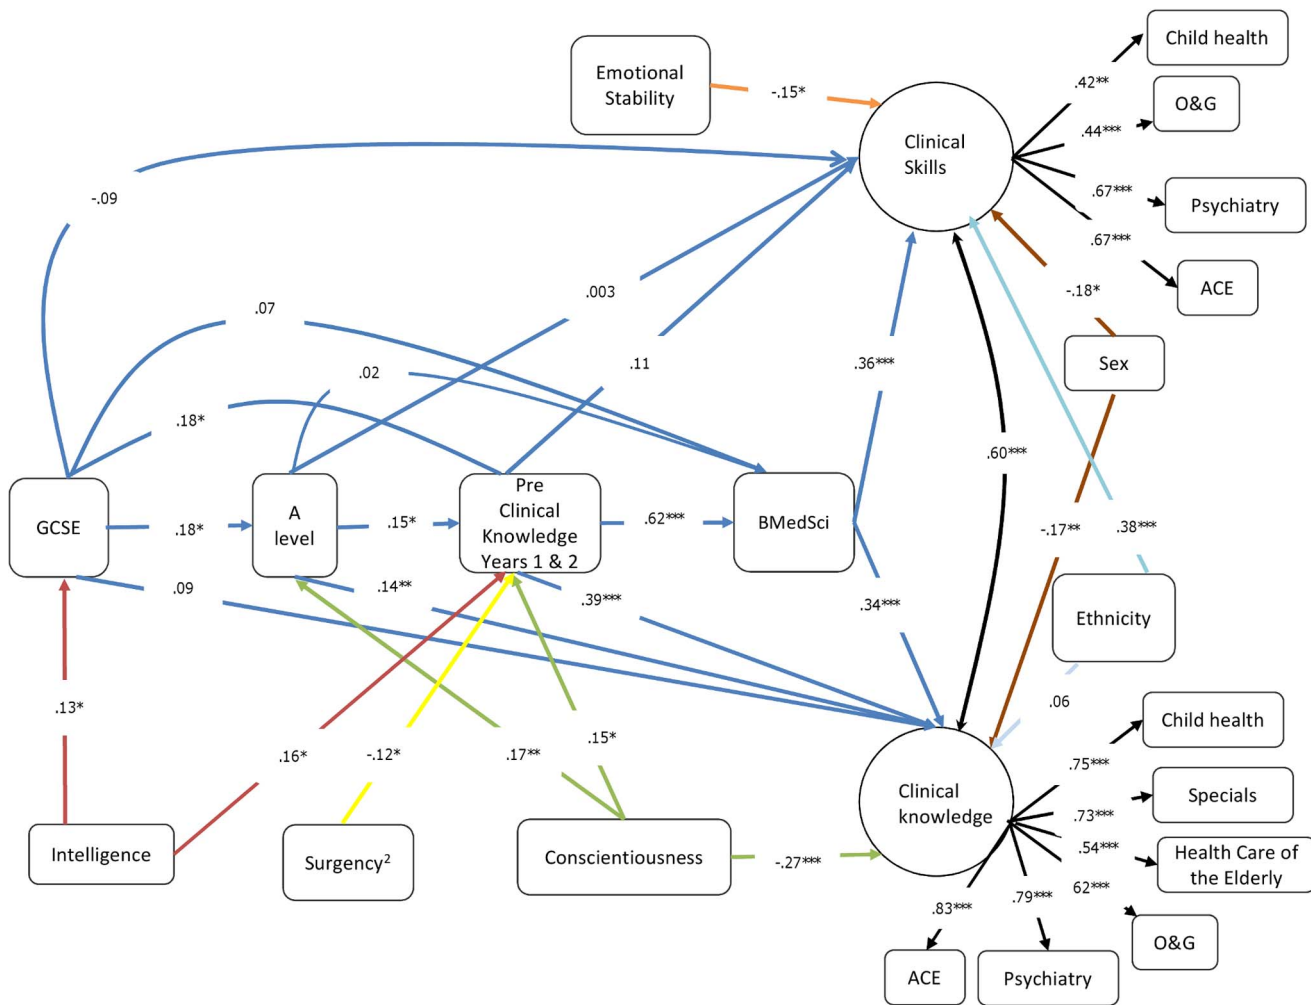 Child health
Emotional
Stability
-.15*
.42**
O&G
.44***
Clinical
Skills
-.09
.67***
Psychiatry
.67***
ACE
.003
-.18*
.07
Sex
.11
.36***
.02
.18*
.60***
Pre
Clinical
Knowledge
Years 1 & 2
GCSE
.18*
A
level
.15*
.62***
BMedSci
-.17**
.38***
.09
.14**
.39***
.34***
Ethnicity
.13*
.06
Child health
.16*
-.12*
.17**
.15*
.75***
Clinical
knowledge
Specials
.73***
Intelligence
Surgency²
Conscientiousness
-.27***
.54***
Health Care of
the Elderly
62***
.83***
.79***
O&G
ACE
Psychiatry